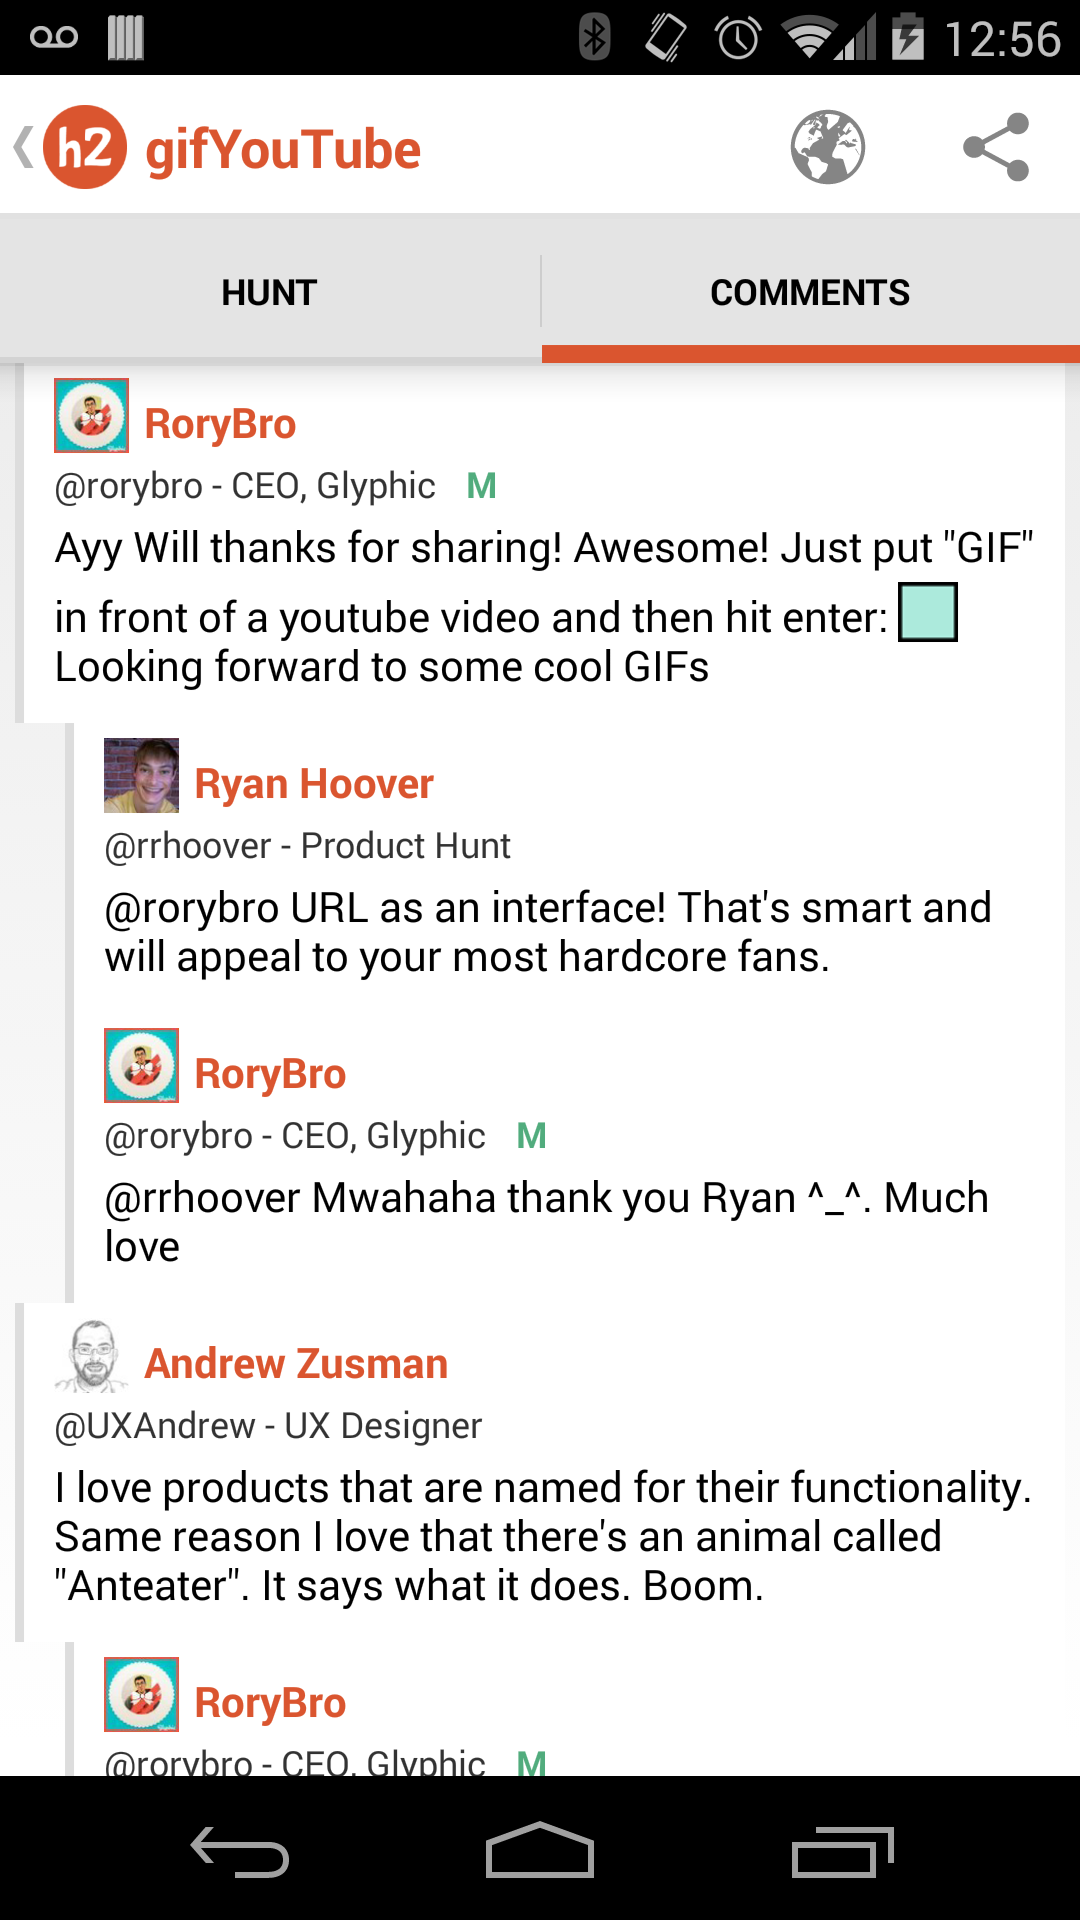 12:56
h2 gifYouTube
HUNT COMMENTS
RoryBro
@rorybro - CEO, Glyphic M
Ayy Will thanks for sharing! Awesome! Just put "GIF"
in front of a youtube video and then hit enter:
Looking forward to some cool GIFs
Ryan Hoover
@rrhoover - Product Hunt
@rorybro URL as an interface! That's smart and
will appeal to your most hardcore fans.
RoryBro
@rorybro - CEO, Glyphic M
@rrhoover Mwahaha thank you Ryan ^_^. Much
love
Andrew Zusman
@UXAndrew - UX Designer
I love products that are named for their functionality.
Same reason I love that there's an animal called
"Anteater". It says what it does. Boom.
RoryBro
@rorybro - CEO, Glyphic M